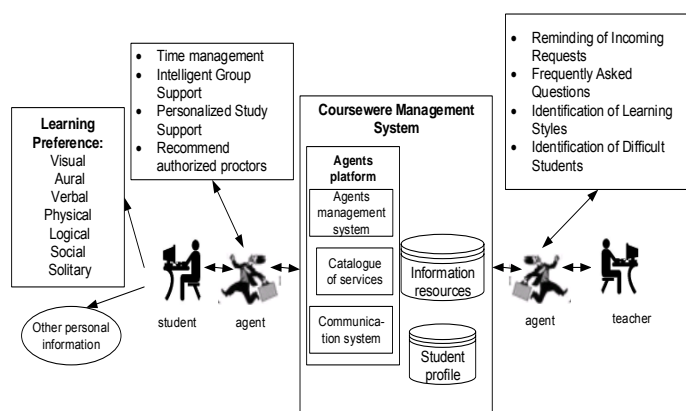 Learning
Preference:
Visual
Aural
Verbal
Physical
Logical
Social
Solitary
Other personal
information
• Time management
• Intelligent Group
Support
• Personalized Study
Support
• Recommend
authorized proctors
student
agent
Coursewere Management
System
Agents
platform
Agents
management
system
Catalogue
of services
Communica-
tion system
Information
resources
Student
profile
• Reminding of Incoming
Requests
• Frequently Asked
Questions
• Identification of Learning
Styles
• Identification of Difficult
Students
agent
teacher